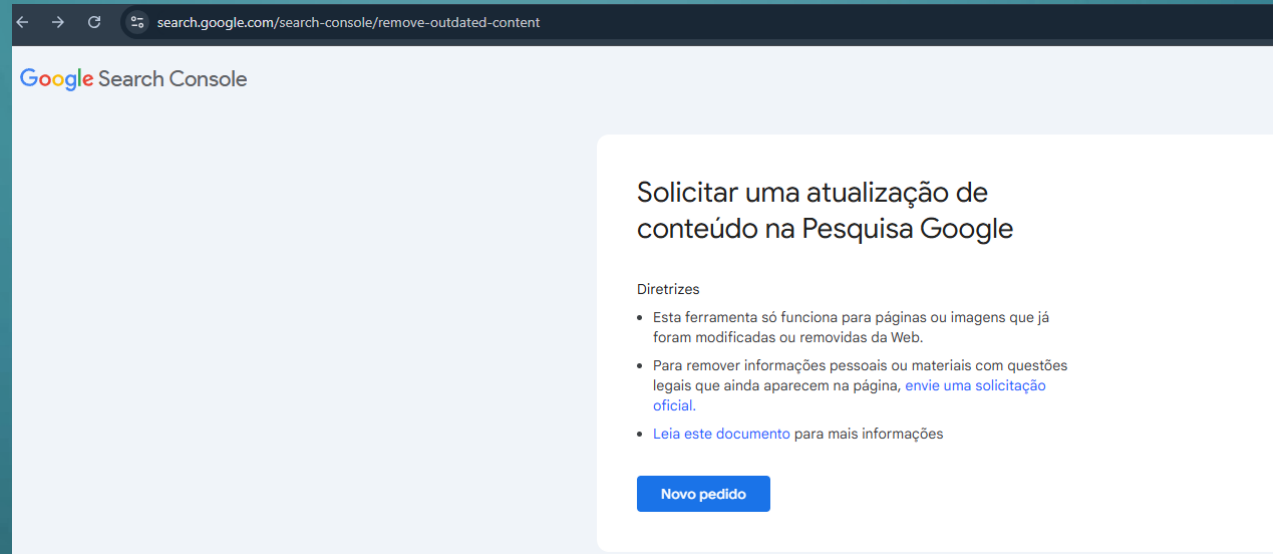 search.google.com/search-console/remove-outdated-content
Google Search Console
Solicitar uma atualização de
conteúdo na Pesquisa Google
Diretrizes
Esta ferramenta só funciona para páginas ou imagens que já
foram modificadas ou removidas da Web.
Para remover informações pessoais ou materiais com questões
legais que ainda aparecem na página, envie uma solicitação
oficial.
Leia este documento para mais informações
Novo pedido